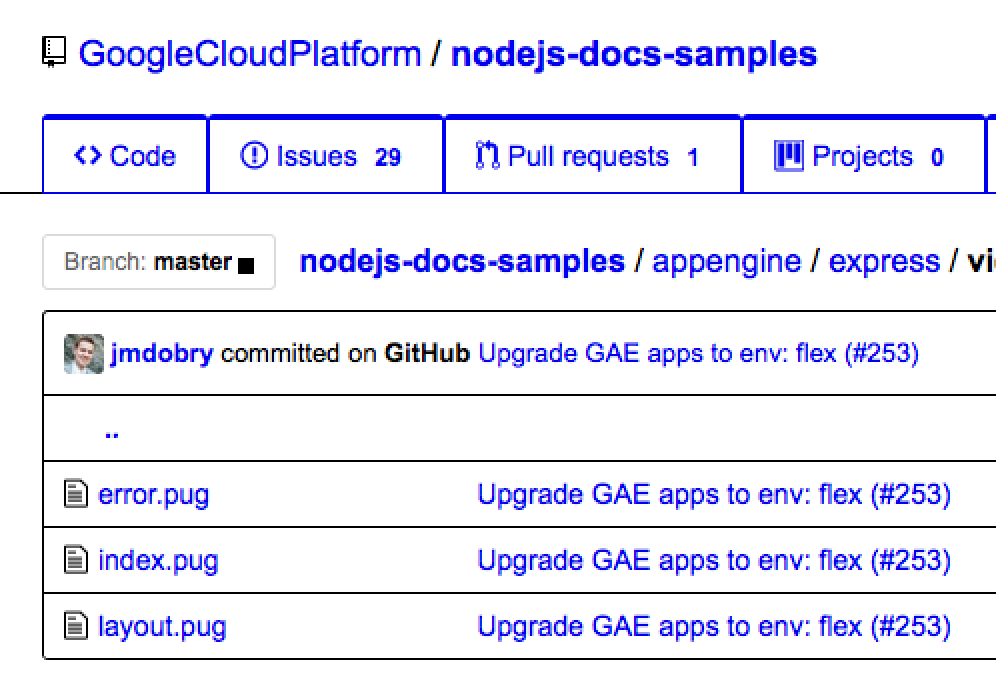 GoogleCloudPlatform / nodejs-docs-samples
Code Issues 29 Pull requests 1 Projects 0
Branch: master nodejs-docs-samples / appengine / express /
jmdobry committed on GitHub Upgrade GAE apps to env: flex (#253)
..
error.pug Upgrade GAE apps to env: flex (#253)
index.pug Upgrade GAE apps to env: flex (#253)
layout.pug Upgrade GAE apps to env: flex (#253)